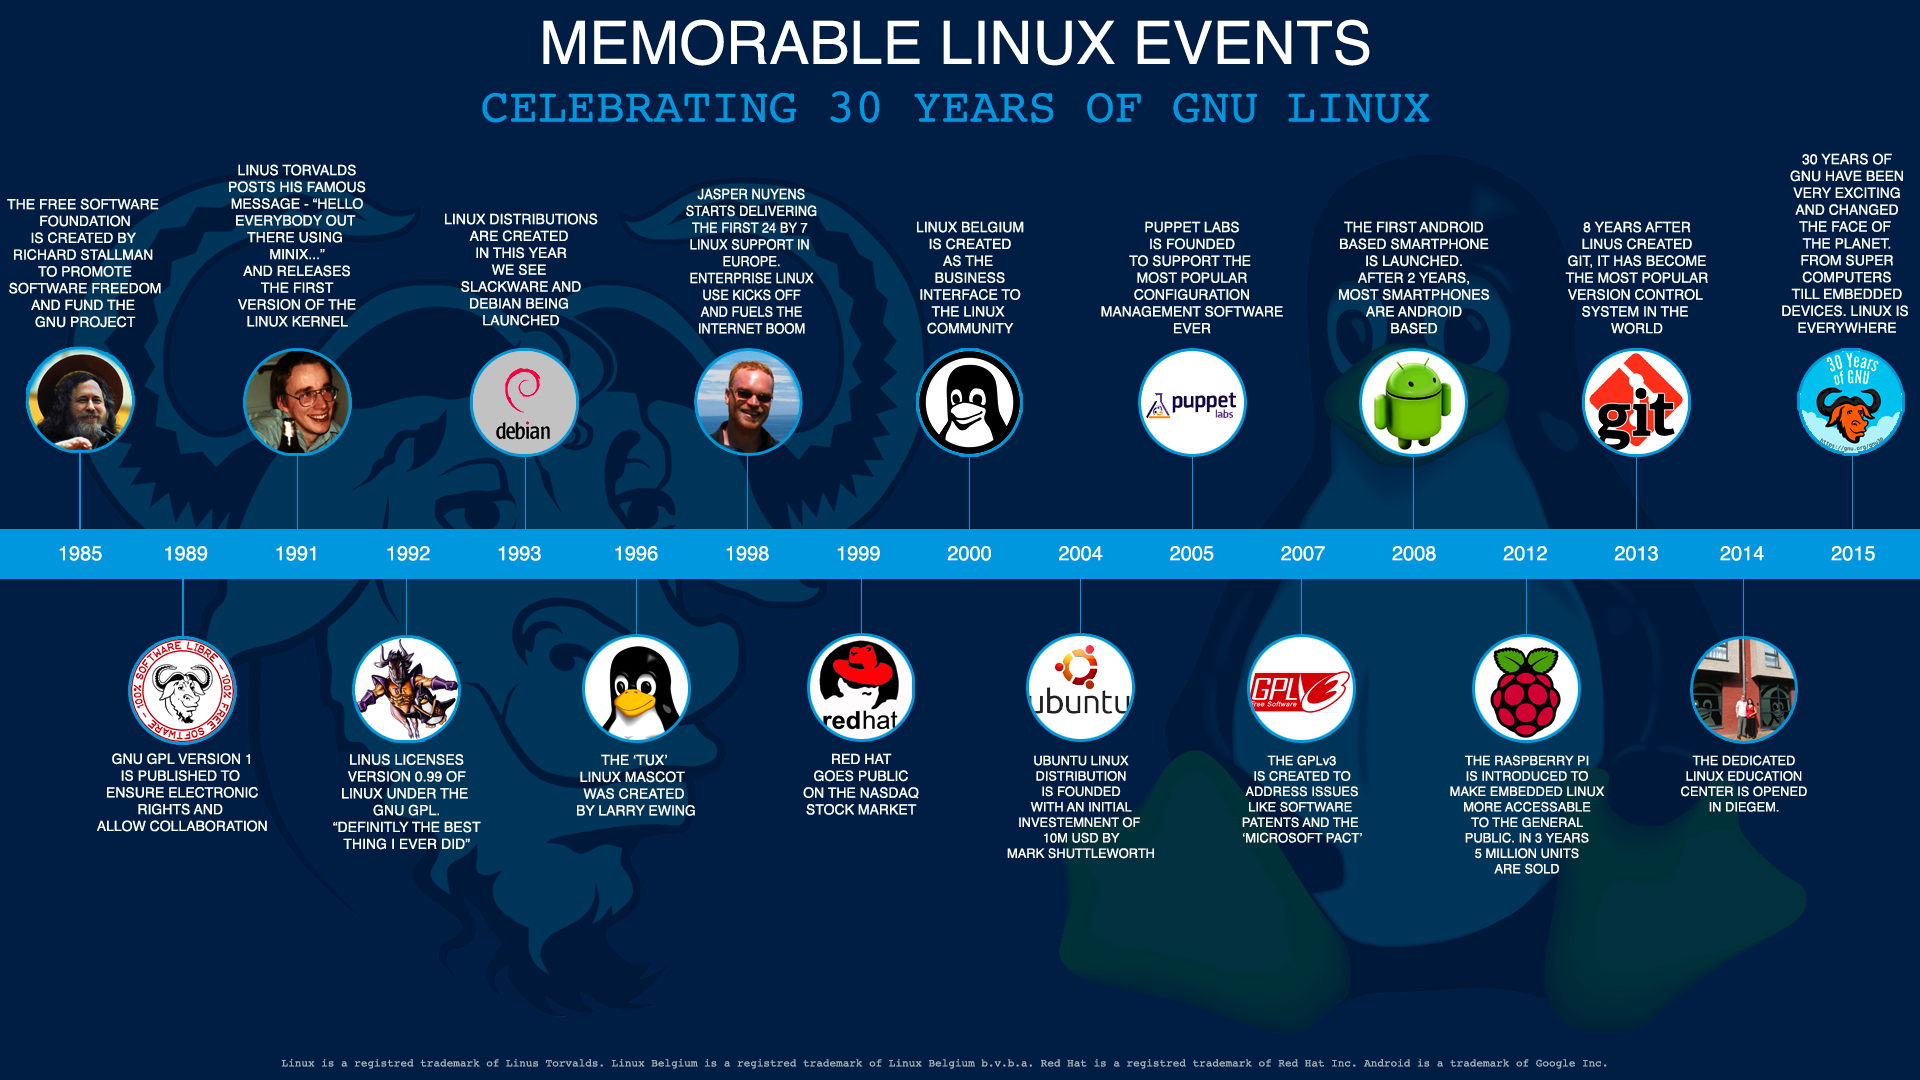 MEMORABLE LINUX EVENTS
CELEBRATING 30 YEARS OF GNU LINUX
THE FREE SOFTWARE
FOUNDATION
IS CREATED BY
RICHARD STALLMAN
TO PROMOTE
SOFTWARE FREEDOM
AND FUND THE
GNU PROJECT
LINUS TORVALDS
POSTS HIS FAMOUS
MESSAGE - “HELLO
EVERYBODY OUT
THERE USING
MINIX...”
AND RELEASES
THE FIRST
VERSION OF THE
LINUX KERNEL
LINUX DISTRIBUTIONS
ARE CREATED
IN THIS YEAR
WE SEE
SLACKWARE AND
DEBIAN BEING
LAUNCHED
debian
JASPER NUYENS
STARTS DELIVERING
THE FIRST 24 BY 7
LINUX SUPPORT IN
EUROPE.
ENTERPRISE LINUX
USE KICKS OFF
AND FUELS THE
INTERNET BOOM
LINUX BELGIUM
IS CREATED
AS THE
BUSINESS
INTERFACE TO
THE LINUX
COMMUNITY
PUPPET LABS
IS FOUNDED
TO SUPPORT THE
MOST POPULAR
CONFIGURATION
MANAGEMENT SOFTWARE
EVER
puppet
labs
THE FIRST ANDROID
BASED SMARTPHONE
IS LAUNCHED.
AFTER 2 YEARS,
MOST SMARTPHONES
ARE ANDROID
BASED
8 YEARS AFTER
LINUS CREATED
GIT, IT HAS BECOME
THE MOST POPULAR
VERSION CONTROL
SYSTEM IN THE
WORLD
git
30 YEARS OF
GNU HAVE BEEN
VERY EXCITING
AND CHANGED
THE FACE OF
THE PLANET.
FROM SUPER
COMPUTERS
TILL EMBEDDED
DEVICES. LINUX IS
EVERYWHERE
30 Years
of GNU
https://gnu.org/gnu30
1985 1989 1991 1992 1993 1996 1998 1999 2000 2004 2005 2007 2008 2012 2013 2014 2015
SOFTWARE LIBRE - 100% FREE SOFTWARE - 100%
GNU GPL VERSION 1
IS PUBLISHED TO
ENSURE ELECTRONIC
RIGHTS AND
ALLOW COLLABORATION
LINUS LICENSES
VERSION 0.99 OF
LINUX UNDER THE
GNU GPL.
“DEFINITLY THE BEST
THING I EVER DID”
THE ‘TUX’
LINUX MASCOT
WAS CREATED
BY LARRY EWING
redhat
RED HAT
GOES PUBLIC
ON THE NASDAQ
STOCK MARKET
ubuntu
UBUNTU LINUX
DISTRIBUTION
IS FOUNDED
WITH AN INITIAL
INVESTEMNENT OF
10M USD BY
MARK SHUTTLEWORTH
GPLv3
Free Software
THE GPLv3
IS CREATED TO
ADDRESS ISSUES
LIKE SOFTWARE
PATENTS AND THE
‘MICROSOFT PACT’
THE RASPBERRY PI
IS INTRODUCED TO
MAKE EMBEDDED LINUX
MORE ACCESSABLE
TO THE GENERAL
PUBLIC. IN 3 YEARS
5 MILLION UNITS
ARE SOLD
THE DEDICATED
LINUX EDUCATION
CENTER IS OPENED
IN DIEGEM.
Linux is a registred trademark of Linus Torvalds. Linux Belgium is a registred trademark of Linux Belgium b.v.b.a. Red Hat is a registred trademark of Red Hat Inc. Android is a trademark of Google Inc.